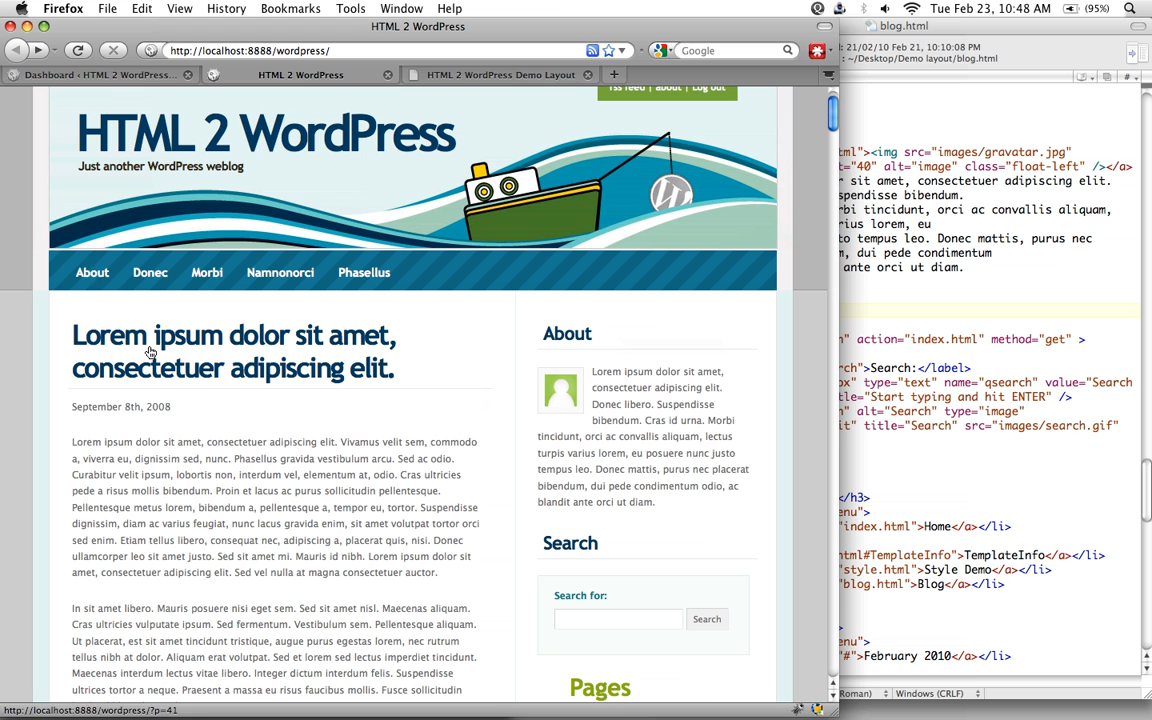 Firefox File Edit View History Bookmarks Tools Window Help
Tue Feb 23, 10:48 AM (95%)
HTML 2 WordPress
blog.html
http://localhost:8888/wordpress/
Google
21/02/10 Feb 21, 10:10:08 PM
: ~/Desktop/Demo layout/blog.html
Dashboard ‹ HTML 2 WordPress...
HTML 2 WordPress
HTML 2 WordPress Demo Layout
rss feed | about | Log out
HTML 2 WordPress
Just another WordPress weblog
About Donec Morbi Namnonorci Phasellus
Lorem ipsum dolor sit amet,
consectetuer adipiscing elit.
September 8th, 2008
Lorem ipsum dolor sit amet, consectetuer adipiscing elit. Vivamus velit sem, commodo
a, viverra eu, dignissim sed, nunc. Phasellus gravida vestibulum arcu. Sed ac odio.
Curabitur velit ipsum, lobortis non, interdum vel, elementum at, odio. Cras ultricies
pede a risus mollis bibendum. Proin et lacus ac purus sollicitudin pellentesque.
Pellentesque metus lorem, bibendum a, pellentesque a, tempor eu, tortor. Suspendisse
dignissim, diam ac varius feugiat, nunc lacus gravida enim, sit amet volutpat tortor orci
sed enim. Etiam tellus libero, consequat nec, adipiscing a, placerat quis, nisi. Donec
ullamcorper leo sit amet justo. Sed sit amet mi. Mauris id nibh. Lorem ipsum dolor sit
amet, consectetuer adipiscing elit. Sed vel nulla at magna consectetuer auctor.
In sit amet libero. Mauris posuere nisi eget sem. Sed sit amet nisl. Maecenas aliquam.
Cras ultricies vulputate ipsum. Sed fermentum. Vestibulum sem. Pellentesque aliquam.
Ut placerat, est sit amet tincidunt tristique, augue purus egestas lorem, nec rutrum
tellus nibh at dolor. Aliquam erat volutpat. Sed et lorem sed lectus imperdiet tincidunt.
Maecenas interdum lectus vitae libero. Integer dictum interdum felis. Suspendisse
ultrices tortor a neque. Praesent a massa eu risus faucibus mollis. Fusce sollicitudin
About
Lorem ipsum dolor sit amet,
consectetuer adipiscing elit.
Donec libero. Suspendisse
bibendum. Cras id urna. Morbi
tincidunt, orci ac convallis aliquam, lectus
turpis varius lorem, eu posuere nunc justo
tempus leo. Donec mattis, purus nec placerat
bibendum, dui pede condimentum odio, ac
blandit ante orci ut diam.
Search
Search for:
Search
Pages
http://localhost:8888/wordpress/?p=41
tml"><img src="images/gravatar.jpg"
t="40" alt="image" class="float-left" /></a>
r sit amet, consectetuer adipiscing elit.
spendisse bibendum.
rbi tincidunt, orci ac convallis aliquam,
rius lorem, eu
to tempus leo. Donec mattis, purus nec
m, dui pede condimentum
ante orci ut diam.
h" action="index.html" method="get" >
rch">Search:</label>
ox" type="text" name="qsearch" value="Search
itle="Start typing and hit ENTER" />
n" alt="Search" type="image"
it" title="Search" src="images/search.gif"
</h3>
enu">
"index.html">Home</a></li>
html#TemplateInfo">TemplateInfo</a></li>
"style.html">Style Demo</a></li>
"blog.html">Blog</a></li>
>
enu">
"#">February 2010</a></li>
Roman) Windows (CRLF)